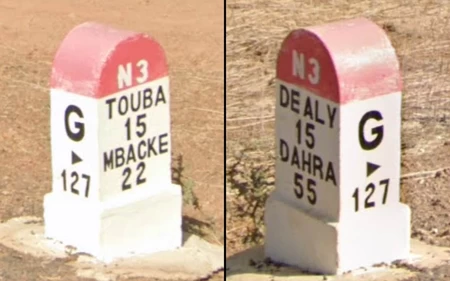 N3
TOUBA
15
MBACKE
22
G
▶
127
N3
DEALY
15
DAHRA
55
G
▶
127